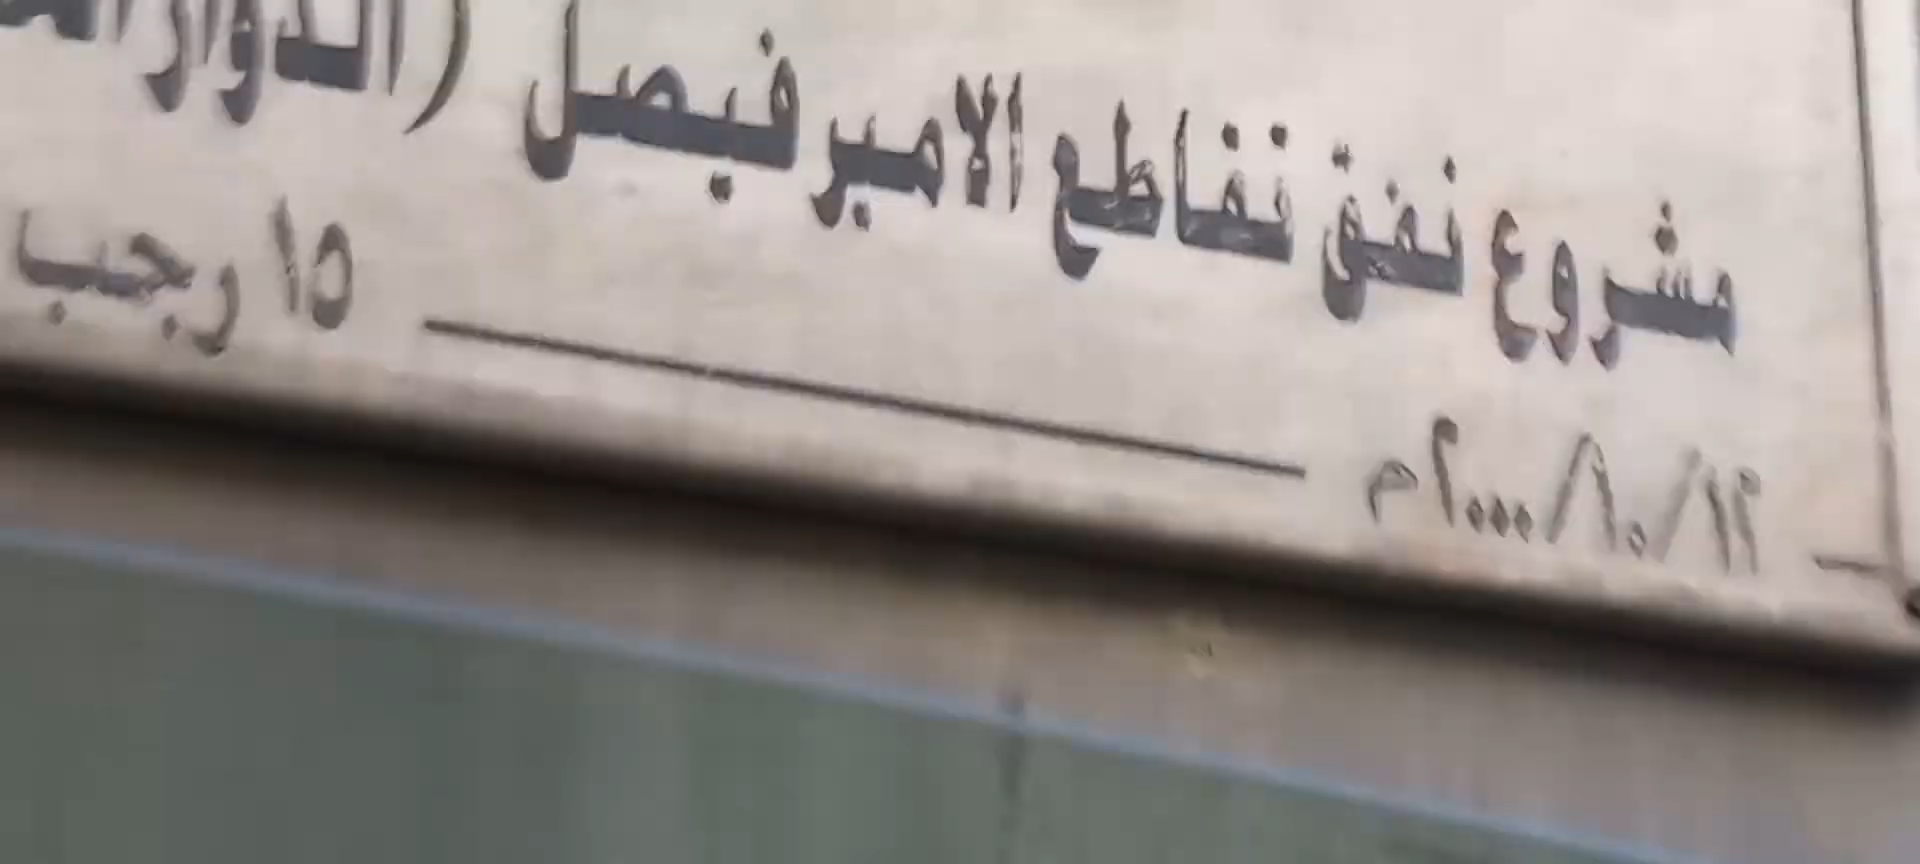 مشروع نفق تقاطع الامير فيصل (الدوار
١٢/١٠/٢٠٠٠م ١٥ رجب